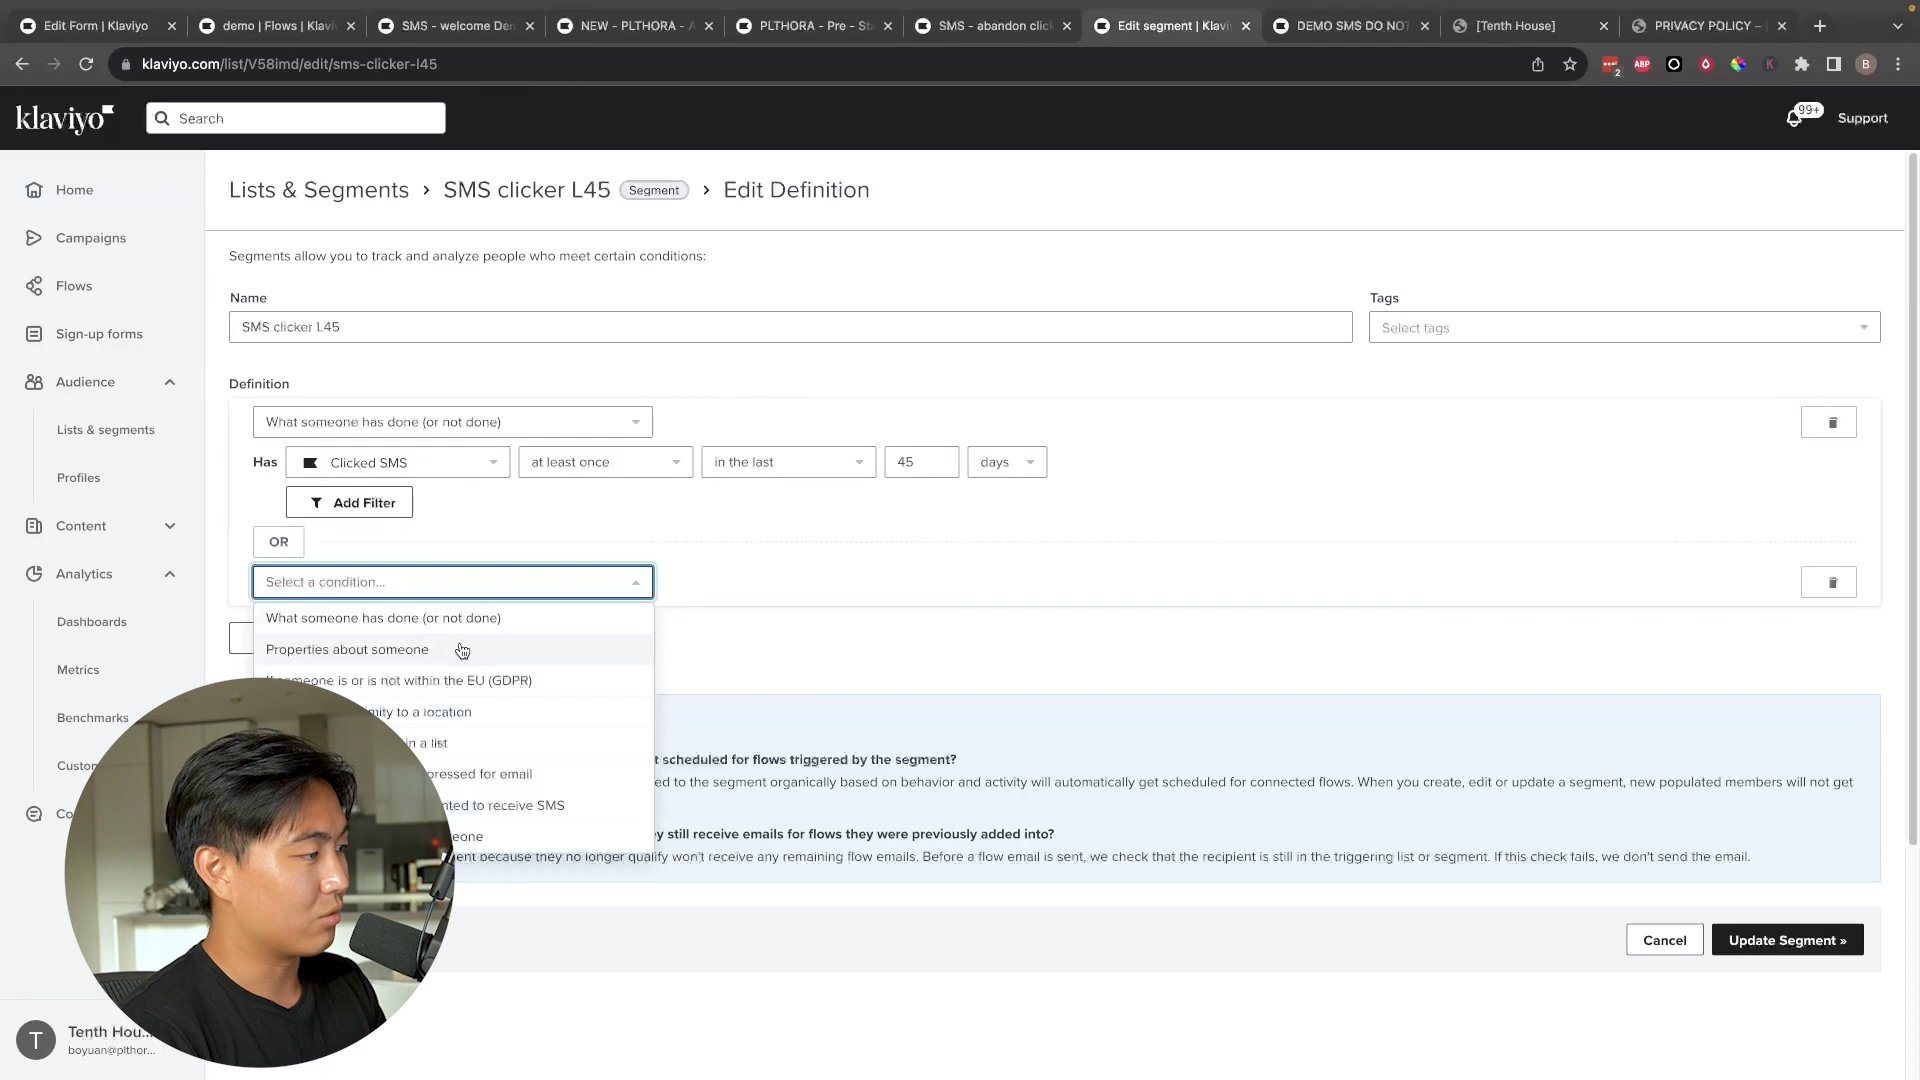 Edit Form | Klaviyo
demo | Flows | Klavi
SMS - welcome Dem
NEW - PLTHORA - A
PLTHORA - Pre - Sta
SMS - abandon click
Edit segment | Klavi
DEMO SMS DO NOT
[Tenth House]
PRIVACY POLICY –
klaviyo.com/list/V58imd/edit/sms-clicker-l45
2
ABP
K
B
klaviyo
Search
99+
Support
Home
Campaigns
Flows
Sign-up forms
Audience
Lists & segments
Profiles
Content
Analytics
Dashboards
Metrics
Benchmarks
Custom
Co
T
Tenth Hou...
boyuan@plthor...
Lists & Segments › SMS clicker L45 Segment › Edit Definition
Segments allow you to track and analyze people who meet certain conditions:
Name
Tags
SMS clicker L45
Select tags
Definition
What someone has done (or not done)
Has Clicked SMS at least once in the last 45 days
Add Filter
OR
Select a condition...
What someone has done (or not done)
Properties about someone
someone is or is not within the EU (GDPR)
mity to a location
in a list
pressed for email
nted to receive SMS
eone
t scheduled for flows triggered by the segment?
ed to the segment organically based on behavior and activity will automatically get scheduled for connected flows. When you create, edit or update a segment, new populated members will not get
y still receive emails for flows they were previously added into?
ent because they no longer qualify won't receive any remaining flow emails. Before a flow email is sent, we check that the recipient is still in the triggering list or segment. If this check fails, we don't send the email.
Cancel
Update Segment »